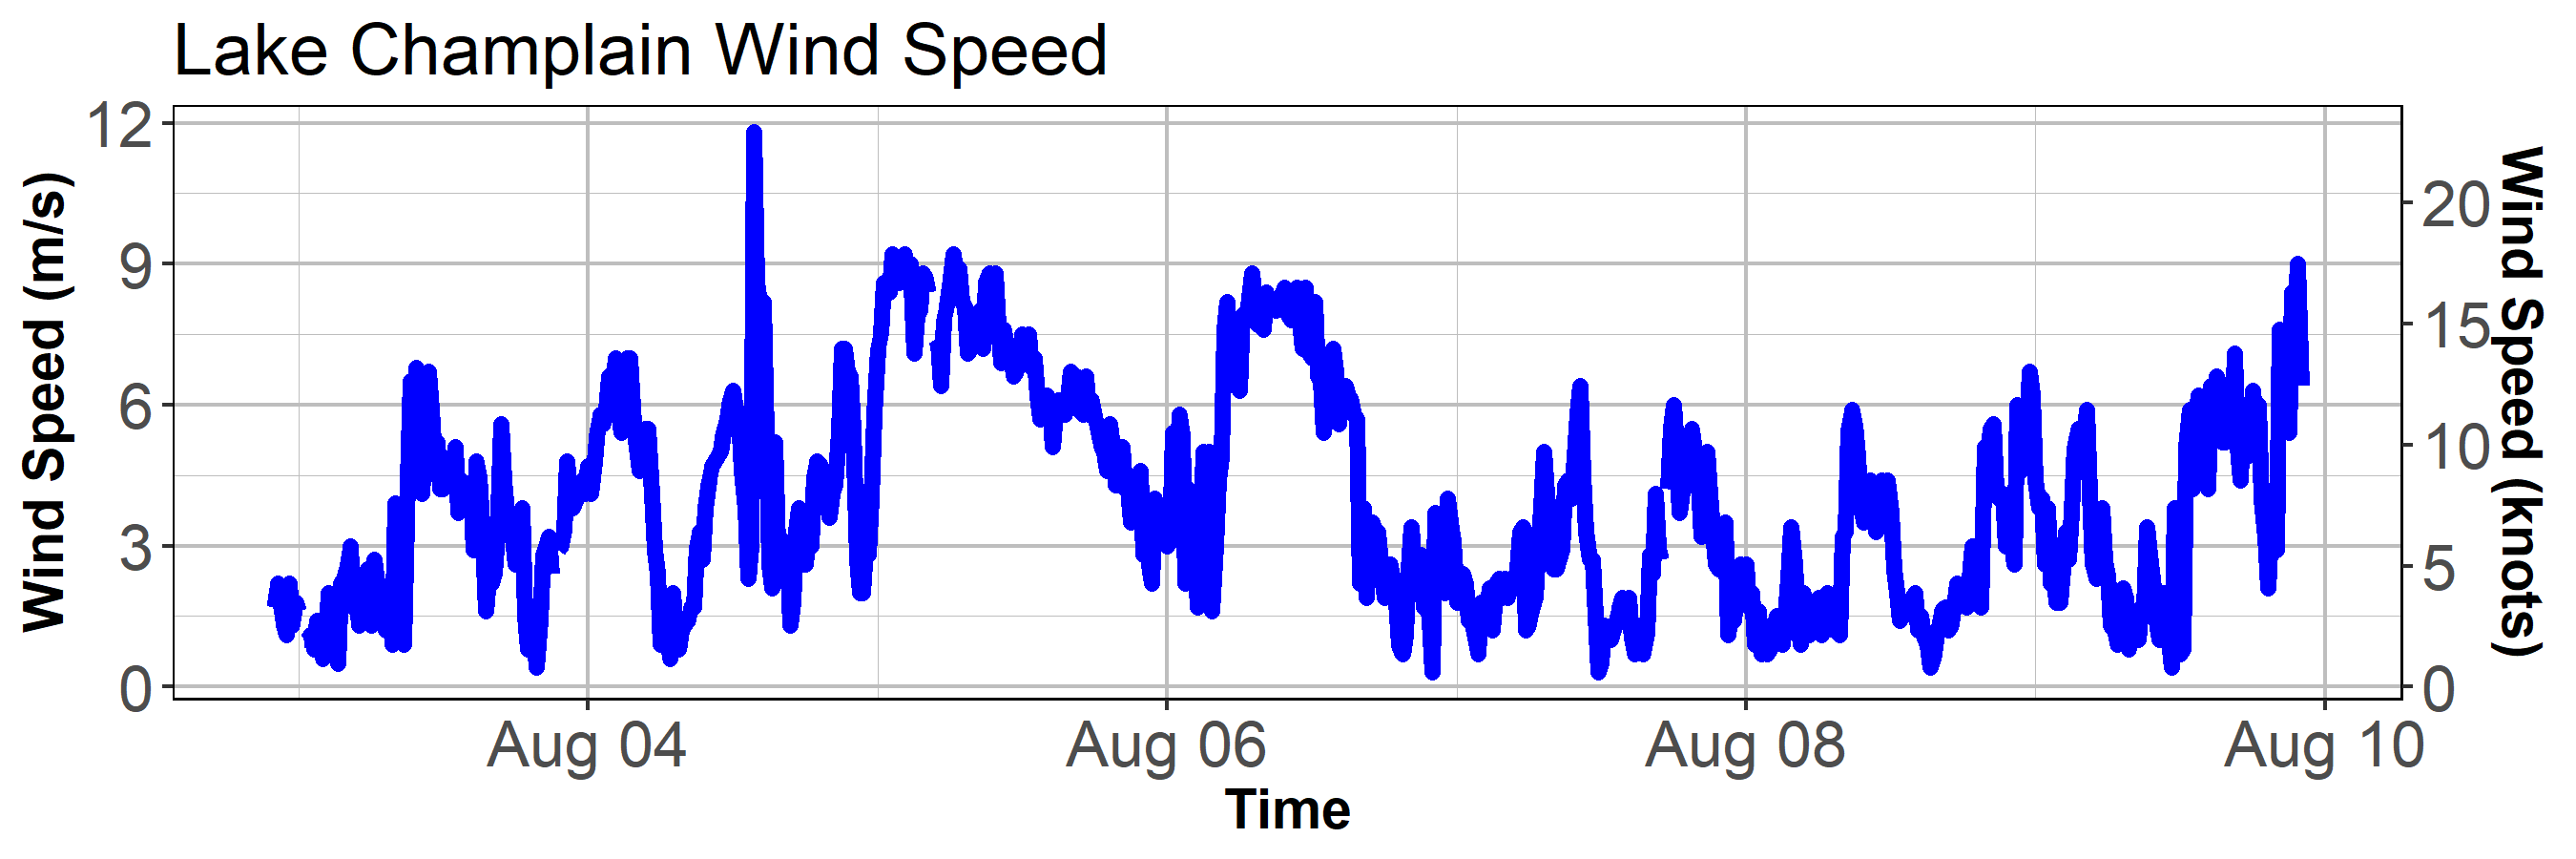 Lake Champlain Wind Speed
12
9
6
3
0
Wind Speed (m/s)
20
15
10
5
0
Wind Speed (knots)
Aug 04 Aug 06 Aug 08 Aug 10
Time